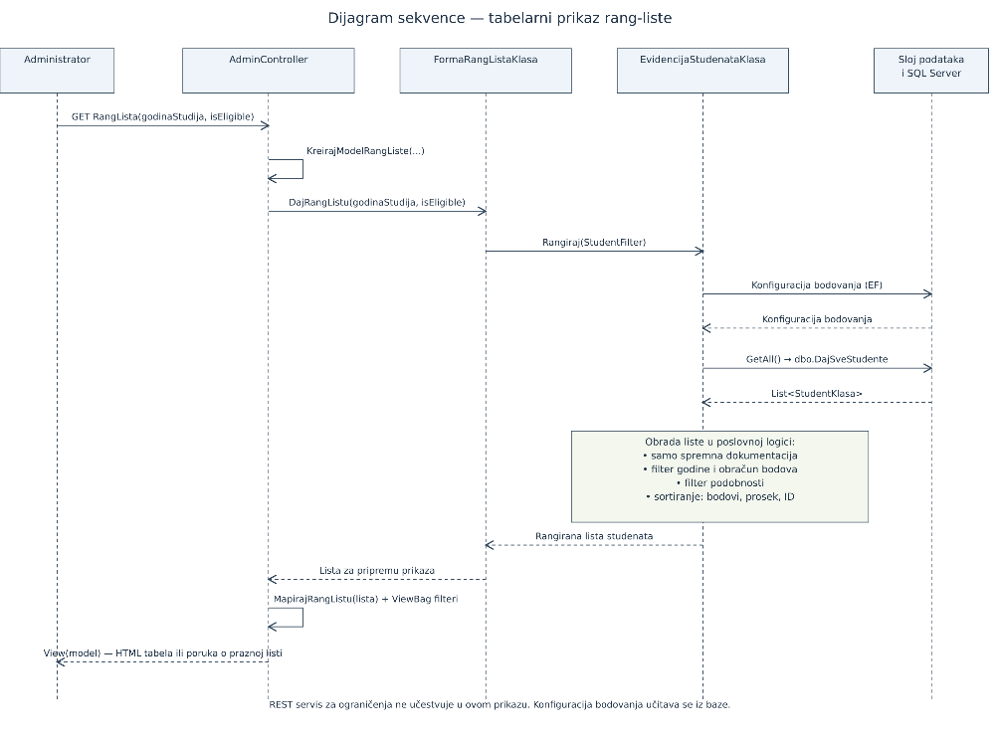 Dijagram sekvence — tabelarni prikaz rang-liste
Administrator
AdminController
FormaRangListaKlasa
EvidencijaStudenataKlasa
Sloj podataka
i SQL Server
GET RangLista(godinaStudija, isEligible)
KreirajModelRangListe(...)
DajRangListu(godinaStudija, isEligible)
Rangiraj(StudentFilter)
Konfiguracija bodovanja (EF)
Konfiguracija bodovanja
GetAll() → dbo.DajSveStudente
List<StudentKlasa>
Obrada liste u poslovnoj logici:
• samo spremna dokumentacija
• filter godine i obračun bodova
• filter podobnosti
• sortiranje: bodovi, prosek, ID
Rangirana lista studenata
Lista za pripremu prikaza
MapirajRangListu(lista) + ViewBag filteri
View(model) — HTML tabela ili poruka o praznoj listi
REST servis za ograničenja ne učestvuje u ovom prikazu. Konfiguracija bodovanja učitava se iz baze.